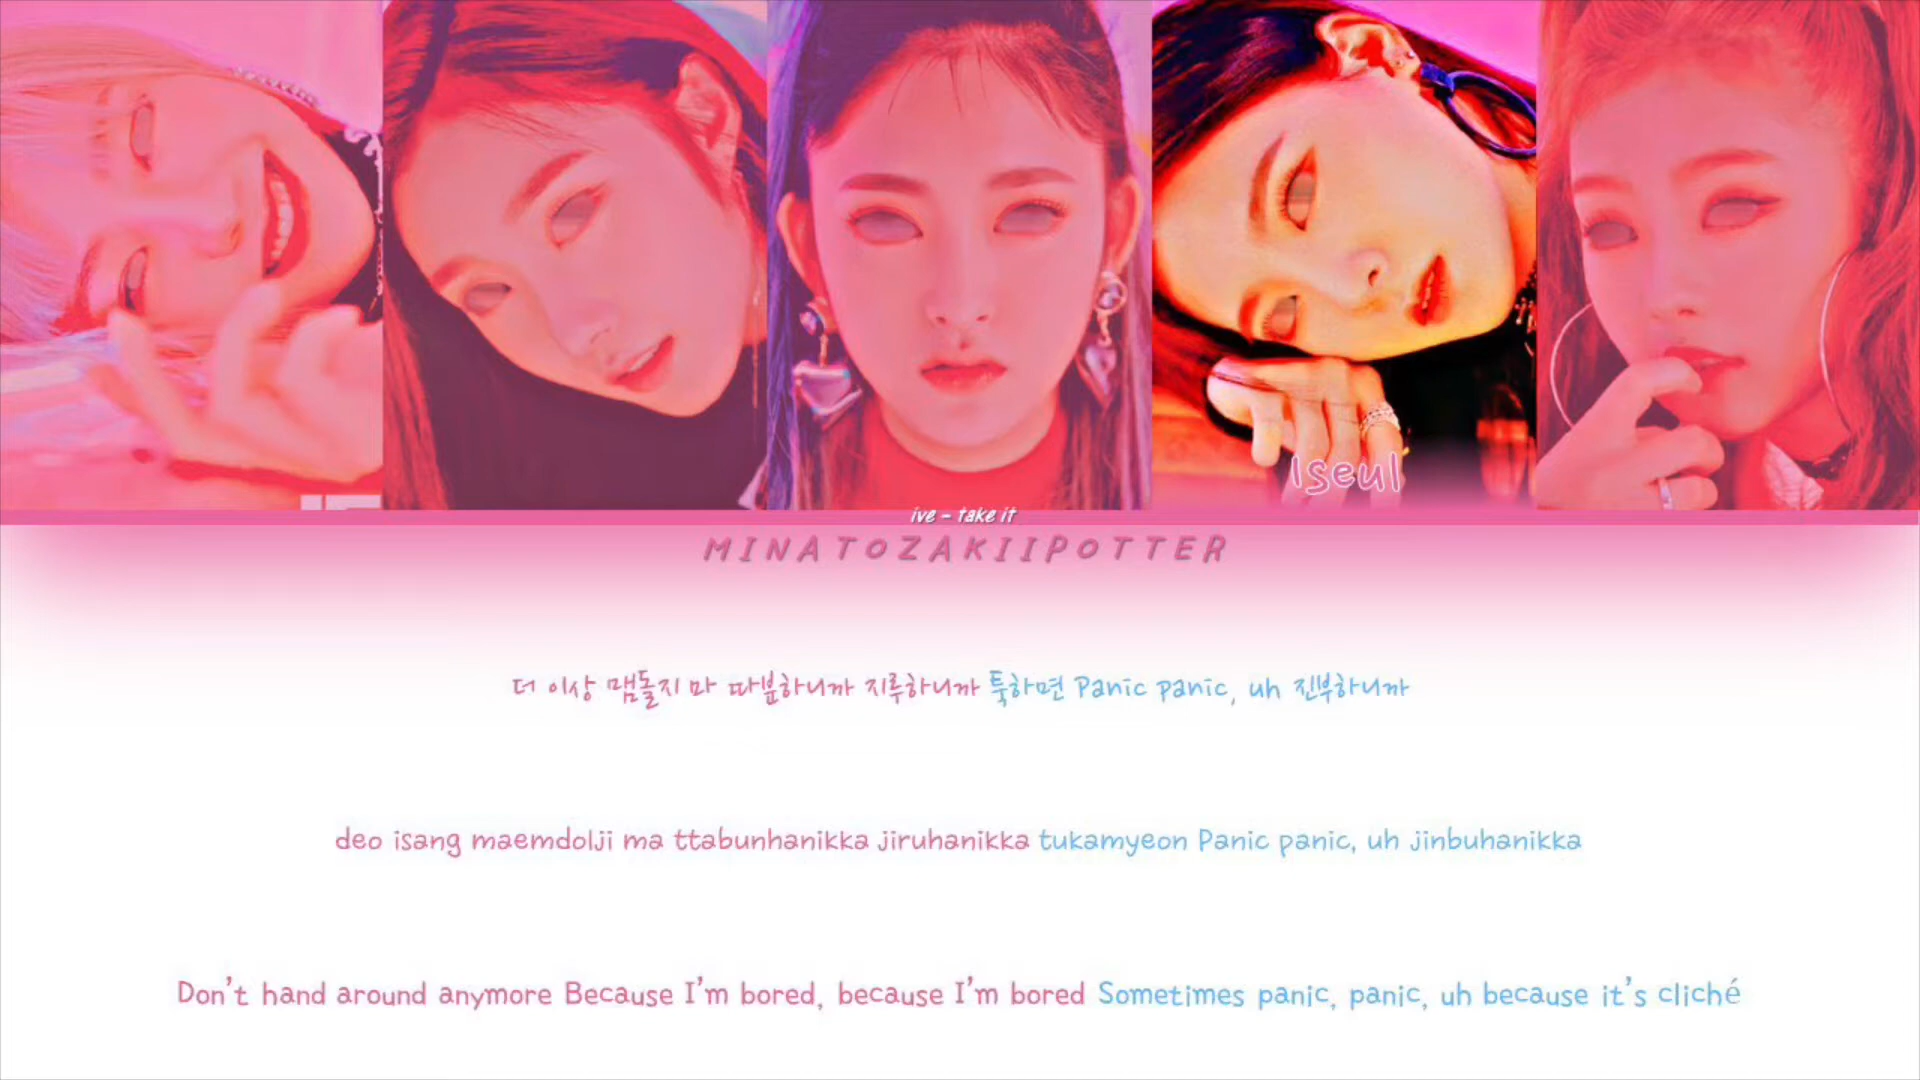 Iseul
ive - take it
MINATOZAKIIPOTTER
더 이상 맴돌지 마 따분하니까 지루하니까 툭하면 Panic panic, uh 진부하니까
deo isang maemdolji ma ttabunhanikka jiruhanikka tukamyeon Panic panic, uh jinbuhanikka
Don't hand around anymore Because I'm bored, because I'm bored Sometimes panic, panic, uh because it's cliché